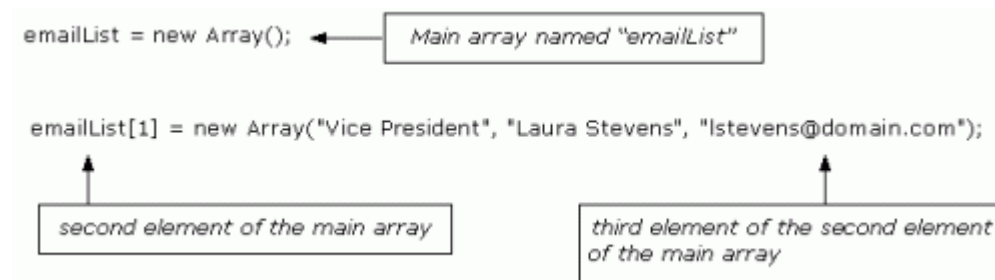 emailList = new Array();
Main array named "emailList"
emailList[1] = new Array("Vice President", "Laura Stevens", "lstevens@domain.com");
second element of the main array
third element of the second element
of the main array